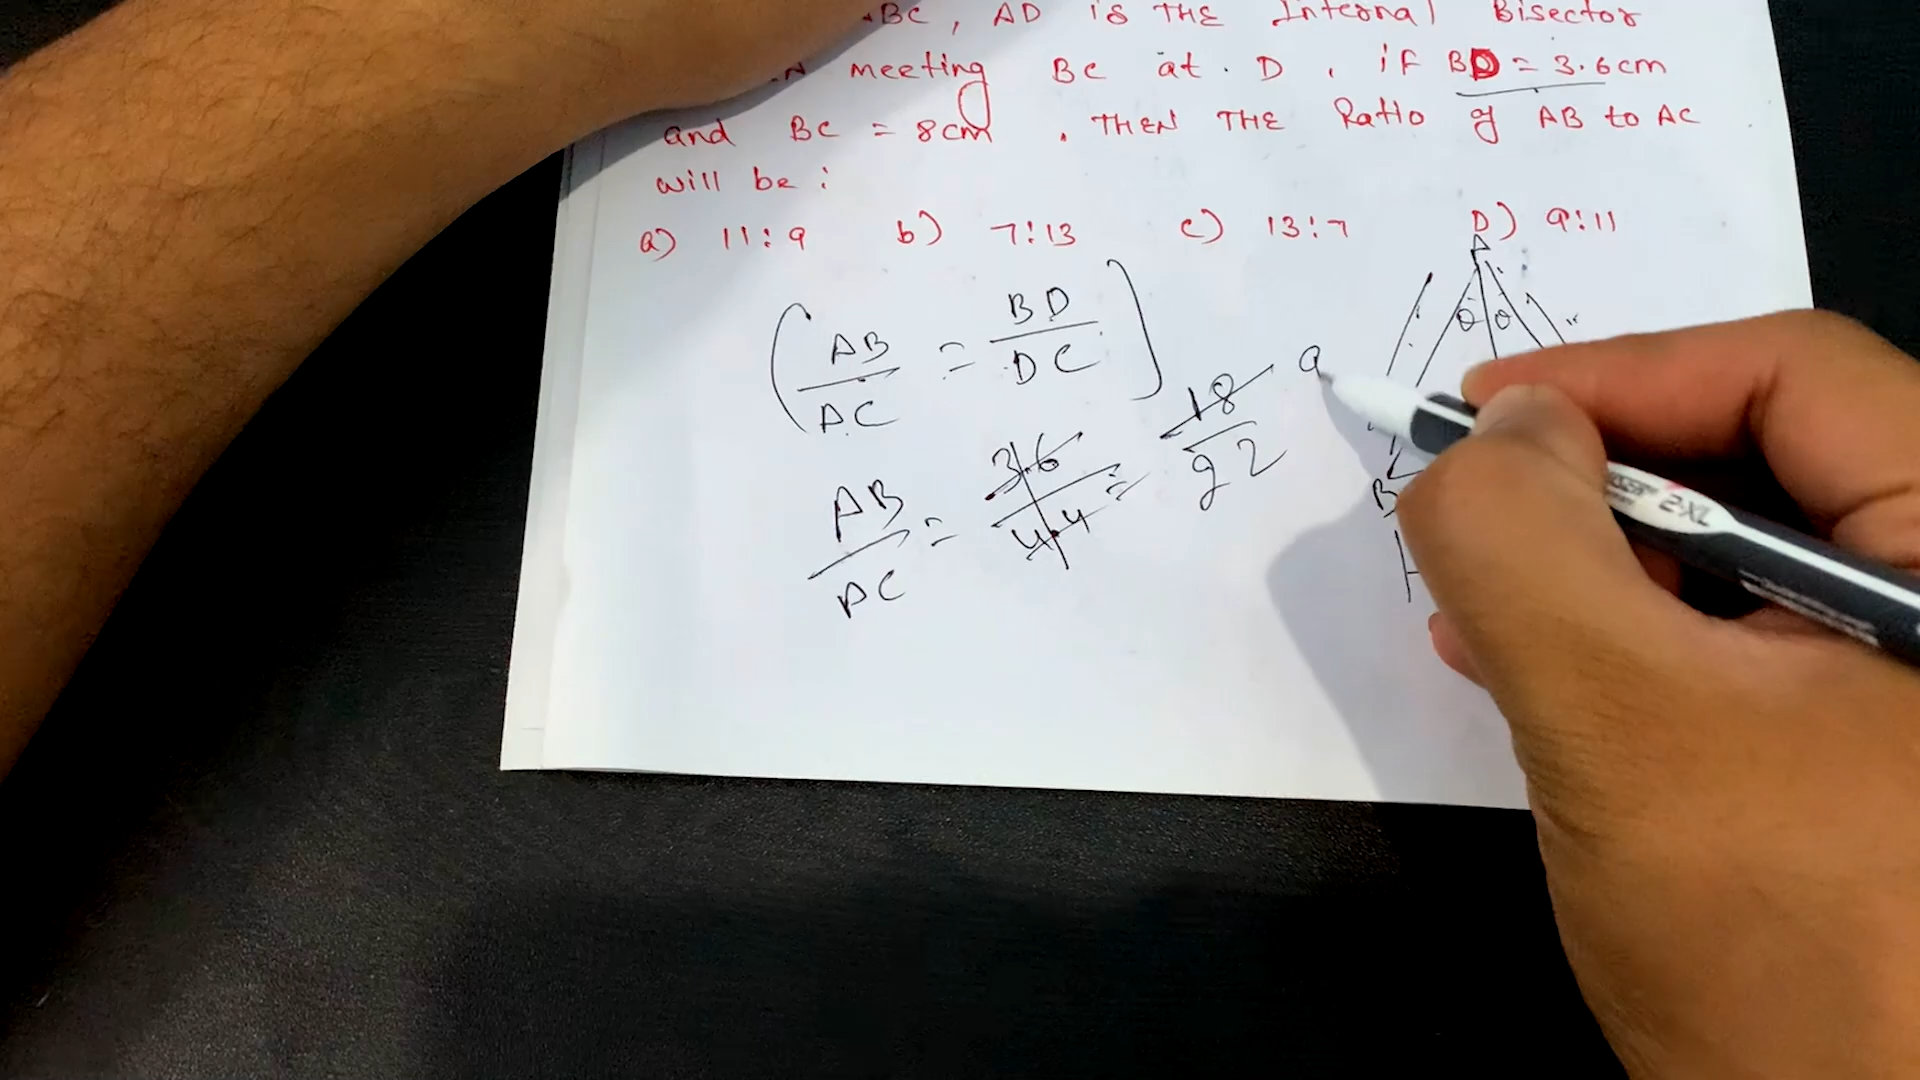 BC, AD is THE Internal Bisector
meeting BC at D, if BD = 3.6cm
and BC = 8cm. THEN THE Ratio of AB to AC
will be:
a) 11:9 b) 7:13 c) 13:7 D) 9:11
(AB/AC = BD/DC)
AB/AC = 3.6/4.4 = 18/22 9
A
θ θ
B